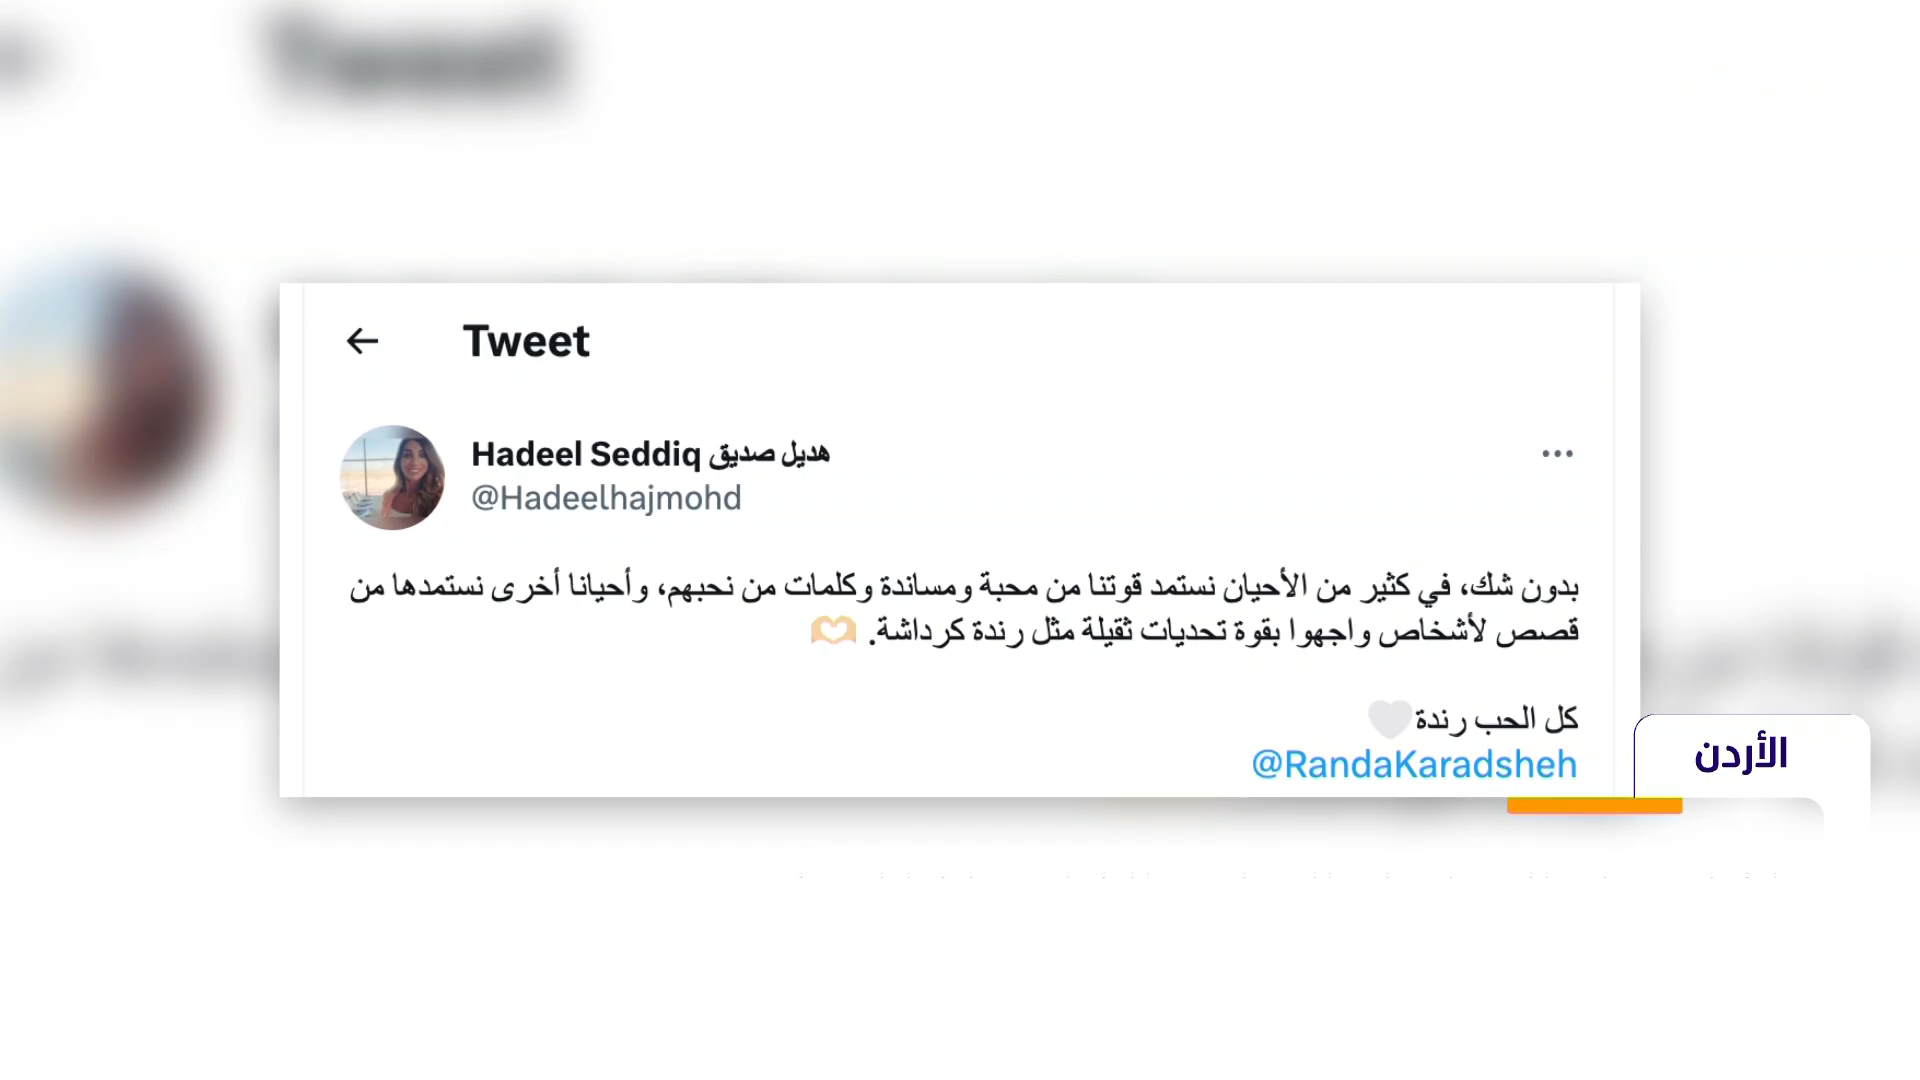 Tweet
Hadeel Seddiq هديل صديق
@Hadeelhajmohd
بدون شك، في كثير من الأحيان نستمد قوتنا من محبة ومساندة وكلمات من نحبهم، وأحيانا أخرى نستمدها من
قصص لأشخاص واجهوا بقوة تحديات ثقيلة مثل رندة كرداشة. 🫶🏼
كل الحب رندة🤍
@RandaKaradsheh
الأردن